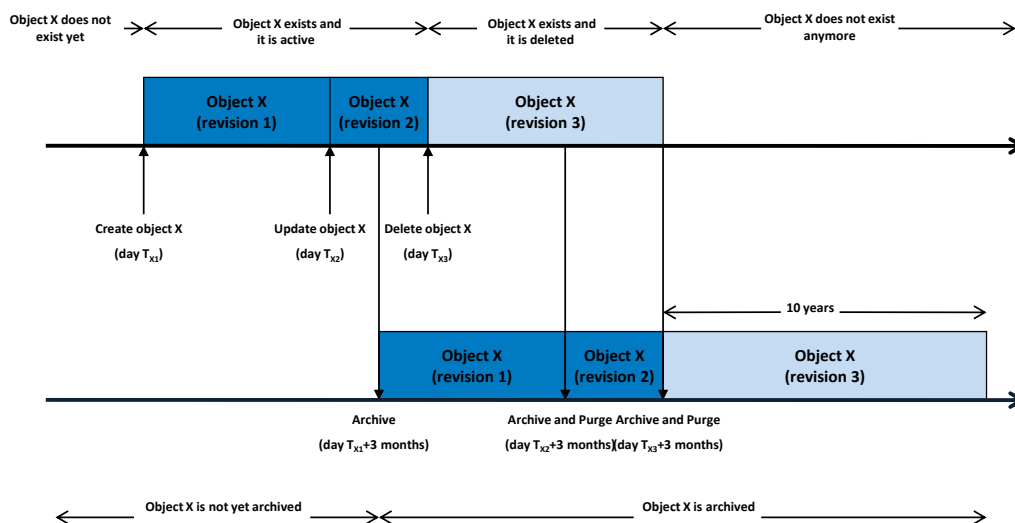 Object X does not
exist yet
Object X exists and
it is active
Object X exists and
it is deleted
Object X does not exist
anymore
Object X
(revision 1)
Object X
(revision 2)
Object X
(revision 3)
Create object X
(day TX1)
Update object X
(day TX2)
Delete object X
(day TX3)
10 years
Object X
(revision 1)
Object X
(revision 2)
Object X
(revision 3)
Archive
(day TX1+3 months)
Archive and Purge
(day TX2+3 months)
Archive and Purge
(day TX3+3 months)
Object X is not yet archived
Object X is archived